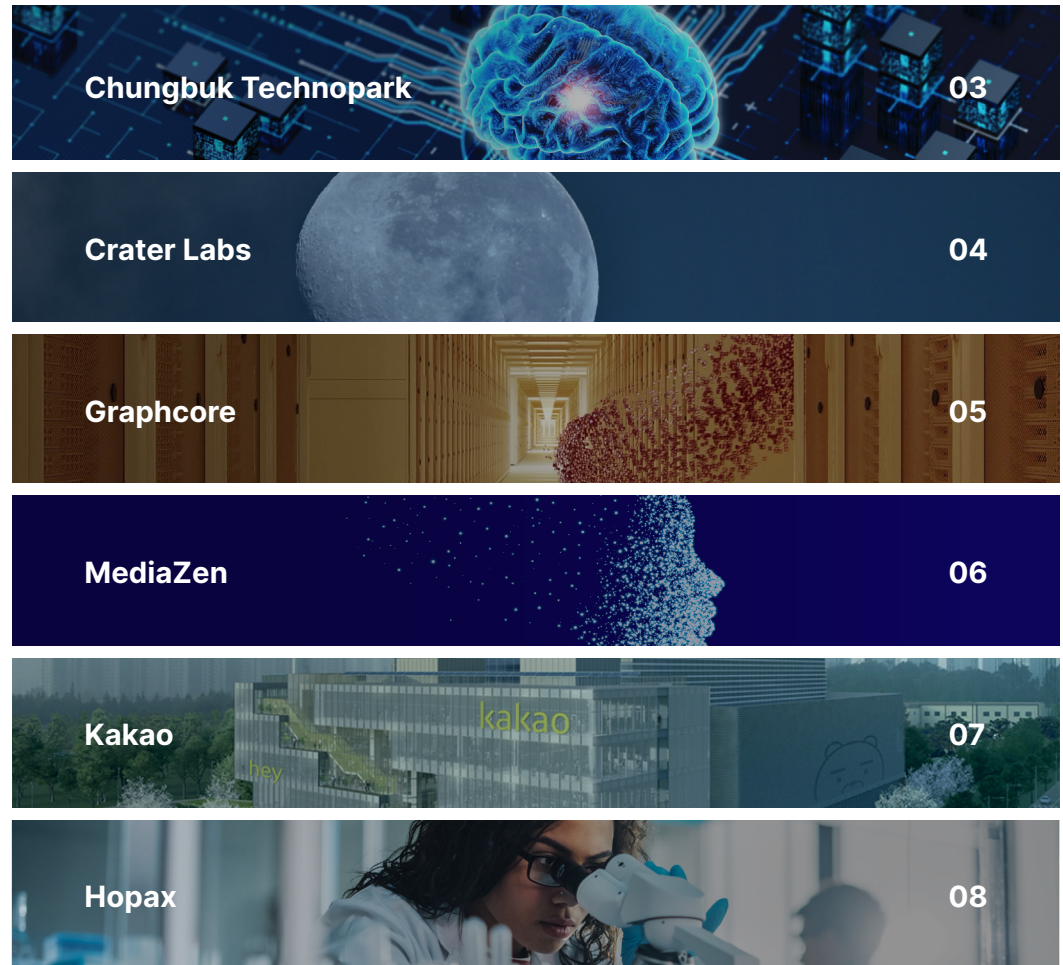 Chungbuk Technopark 03
Crater Labs 04
Graphcore 05
MediaZen 06
kakao
Kakao 07
hey
Hopax 08